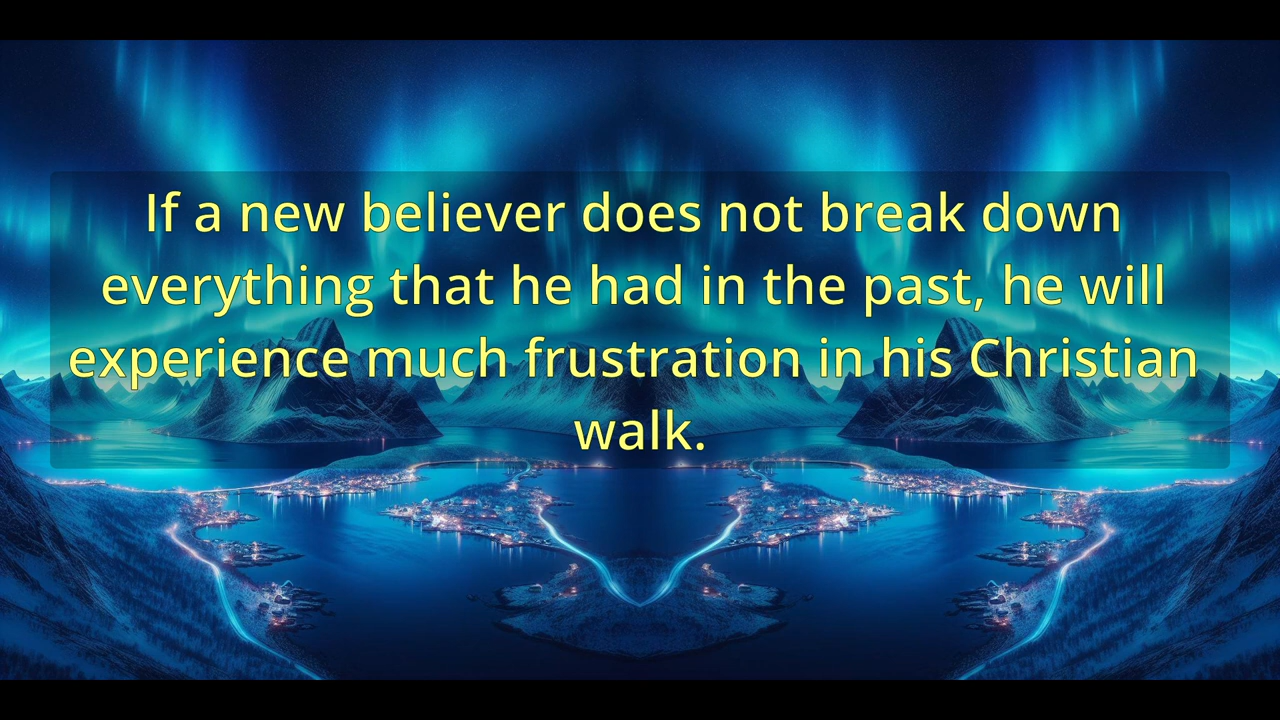 If a new believer does not break down
everything that he had in the past, he will
experience much frustration in his Christian
walk.